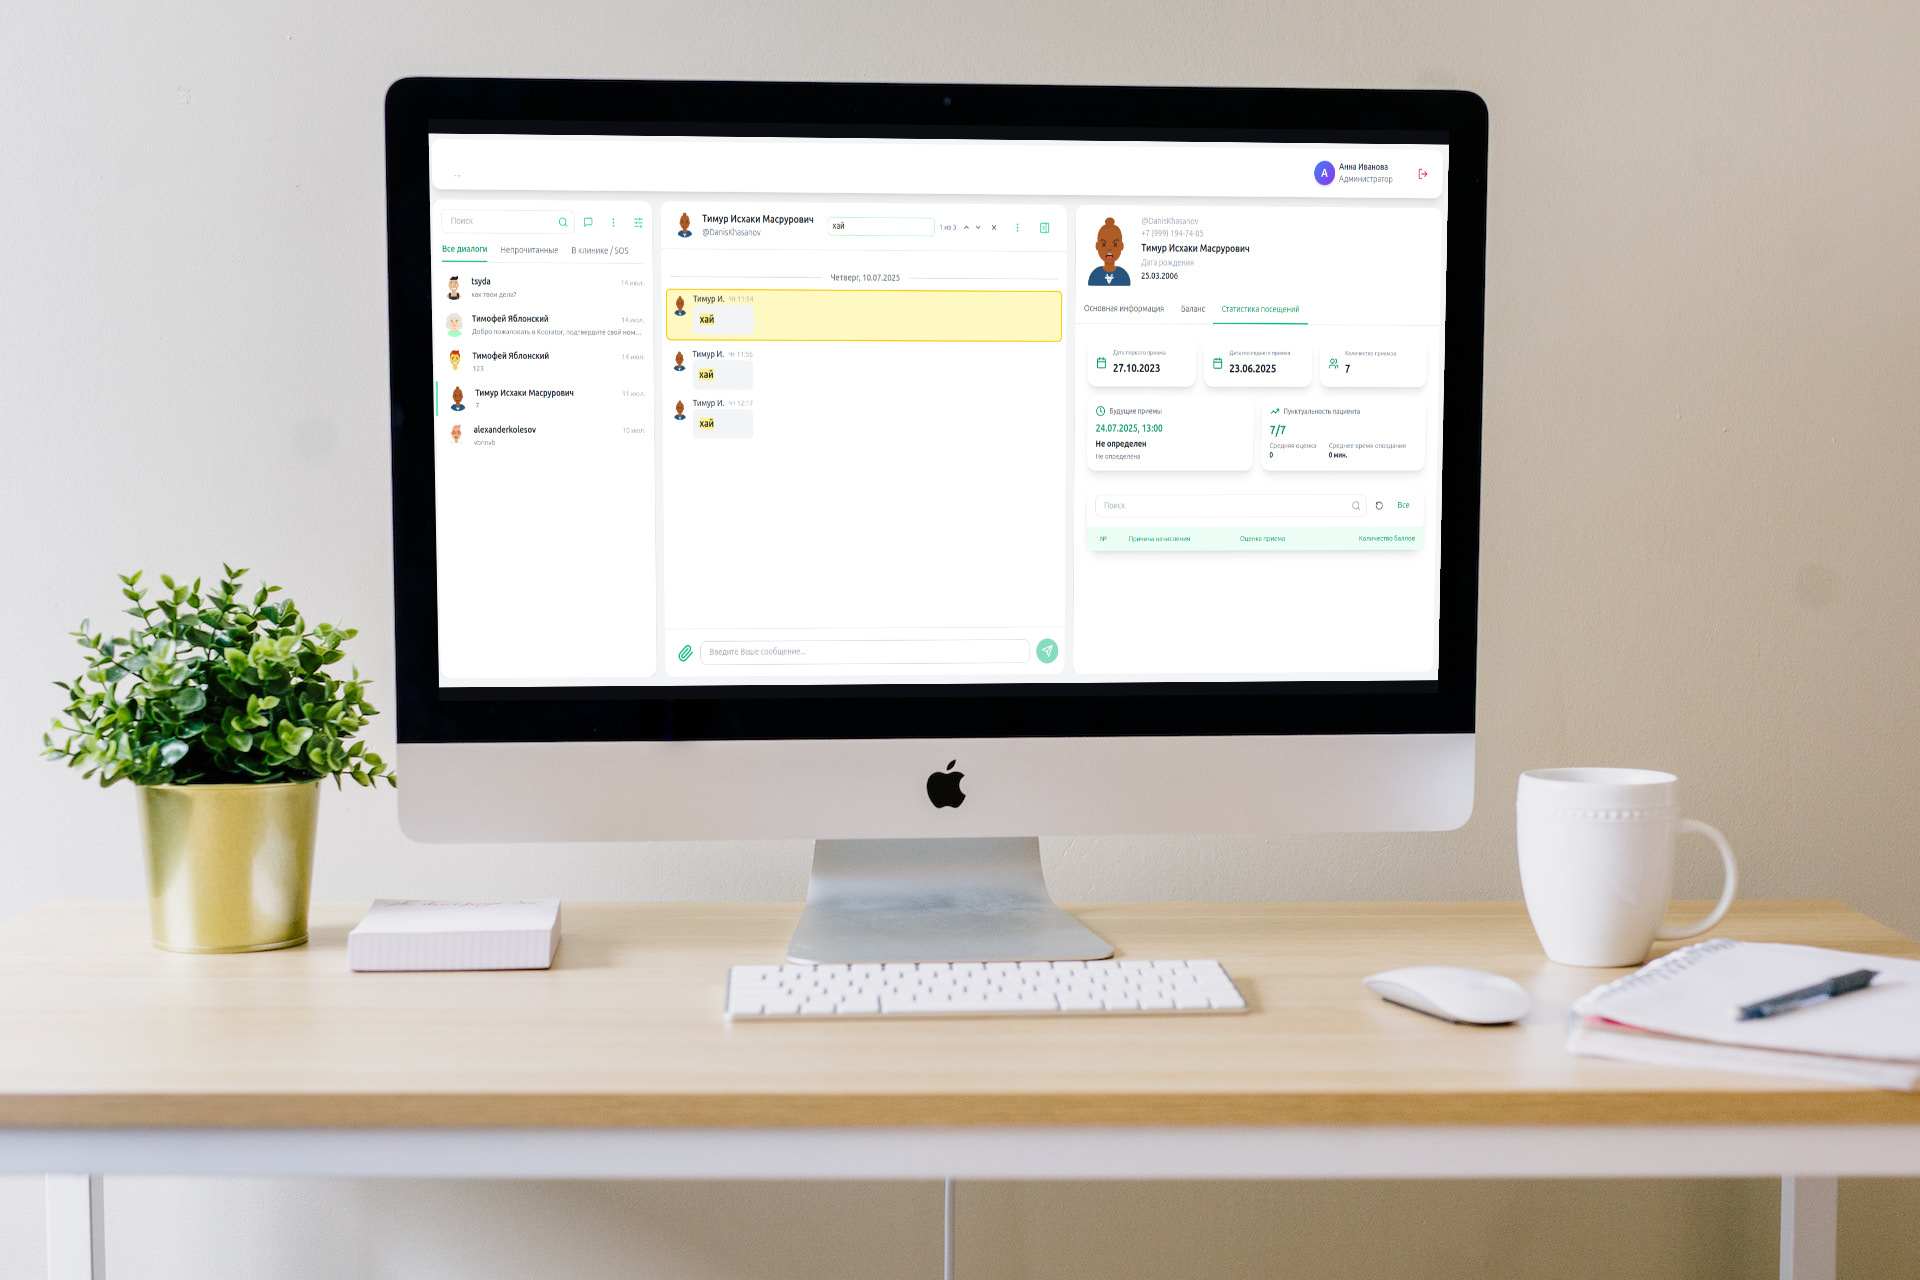 Анна Иванова
Администратор
A
Поиск
Все диалоги
Непрочитанные
В клинике / SOS
tsyda
14 июл.
как твои дела?
Тимофей Яблонский
14 июл.
Добро пожаловать в Koorator, подтвердите свой ном...
Тимофей Яблонский
14 июл.
123
Тимур Исхаки Масрурович
11 июл.
7
alexanderkolesov
10 июл.
vbnnvb
Тимур Исхаки Масрурович
@DanisKhasanov
хай
1 из 3
Четверг, 10.07.2025
Тимур И. Чт 11:54
хай
Тимур И. Чт 11:56
хай
Тимур И. Чт 12:17
хай
Введите Ваше сообщение...
@DanisKhasanov
+7 (999) 194-74-85
Тимур Исхаки Масрурович
Дата рождения
25.03.2006
Основная информация
Баланс
Статистика посещений
Дата первого приема
27.10.2023
Дата последнего приема
23.06.2025
Количество приемов
7
Будущие приемы
24.07.2025, 13:00
Не определен
Не определена
Пунктуальность пациента
7/7
Средняя оценка
0
Среднее время опоздания
0 мин.
Поиск
Все
№
Причина начисления
Оценка приема
Количество баллов